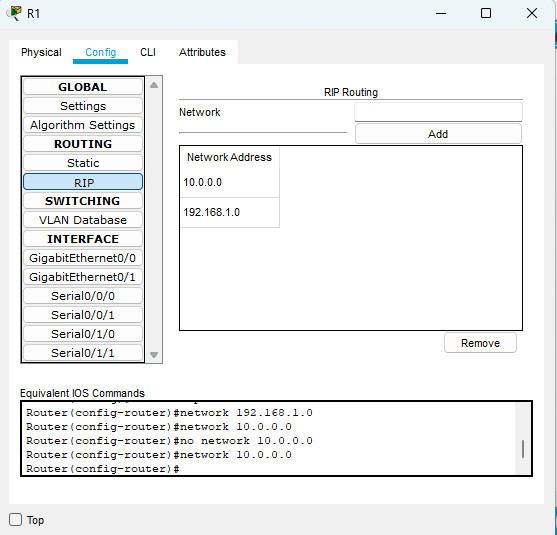 R1
Physical Config CLI Attributes
GLOBAL
Settings
Algorithm Settings
ROUTING
Static
RIP
SWITCHING
VLAN Database
INTERFACE
GigabitEthernet0/0
GigabitEthernet0/1
Serial0/0/0
Serial0/0/1
Serial0/1/0
Serial0/1/1
RIP Routing
Network
Add
Network Address
10.0.0.0
192.168.1.0
Remove
Equivalent IOS Commands
Router(config-router)#network 192.168.1.0
Router(config-router)#network 10.0.0.0
Router(config-router)#no network 10.0.0.0
Router(config-router)#network 10.0.0.0
Router(config-router)#
Top